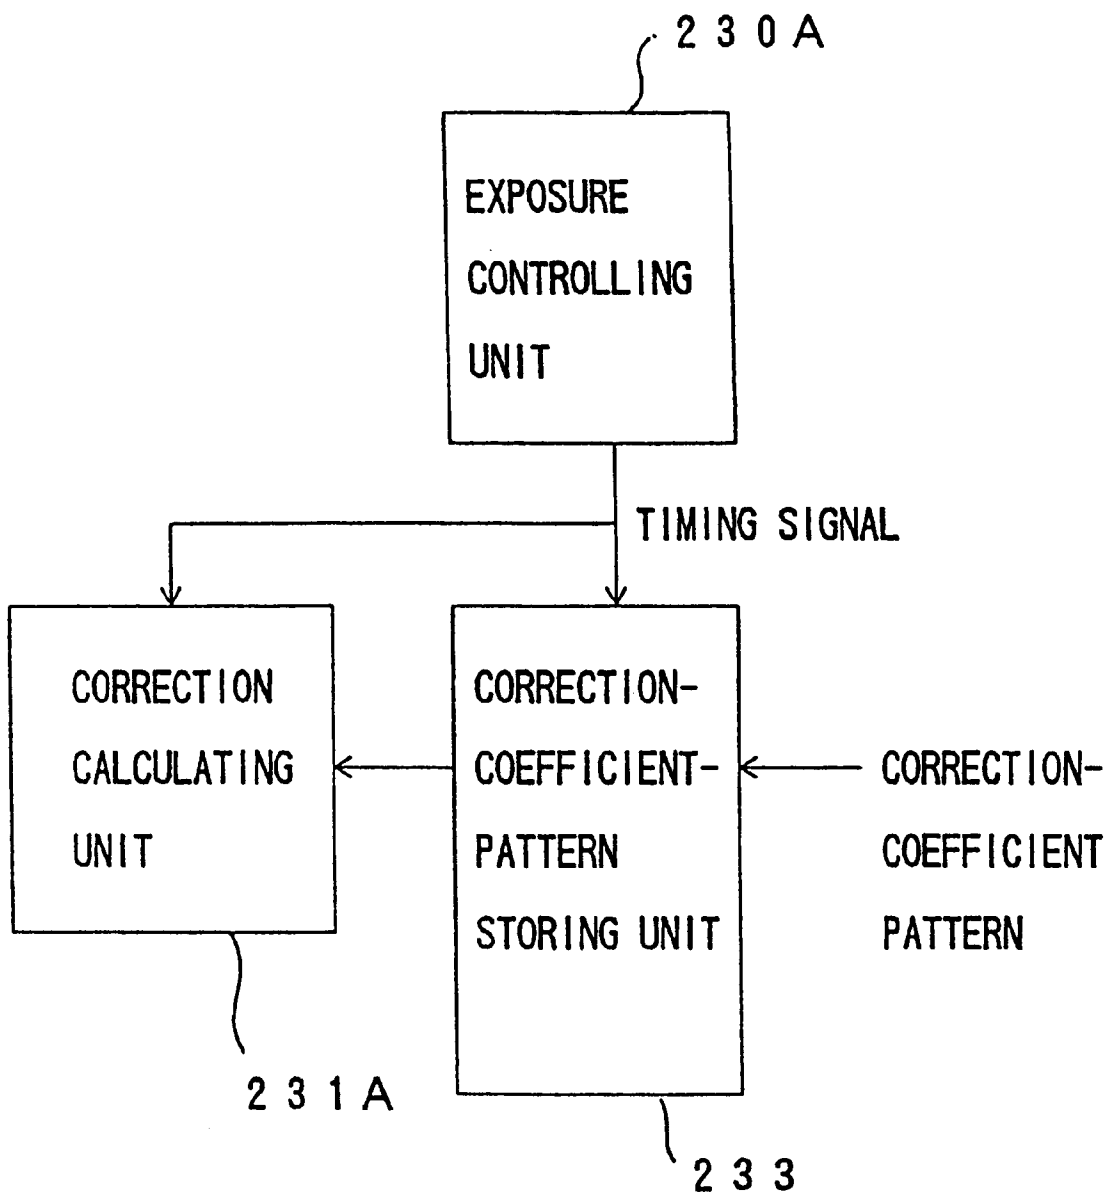 230A
EXPOSURE
CONTROLLING
UNIT
TIMING SIGNAL
CORRECTION
CALCULATING
UNIT
CORRECTION-
COEFFICIENT-
PATTERN
STORING UNIT
CORRECTION-
COEFFICIENT
PATTERN
231A
233